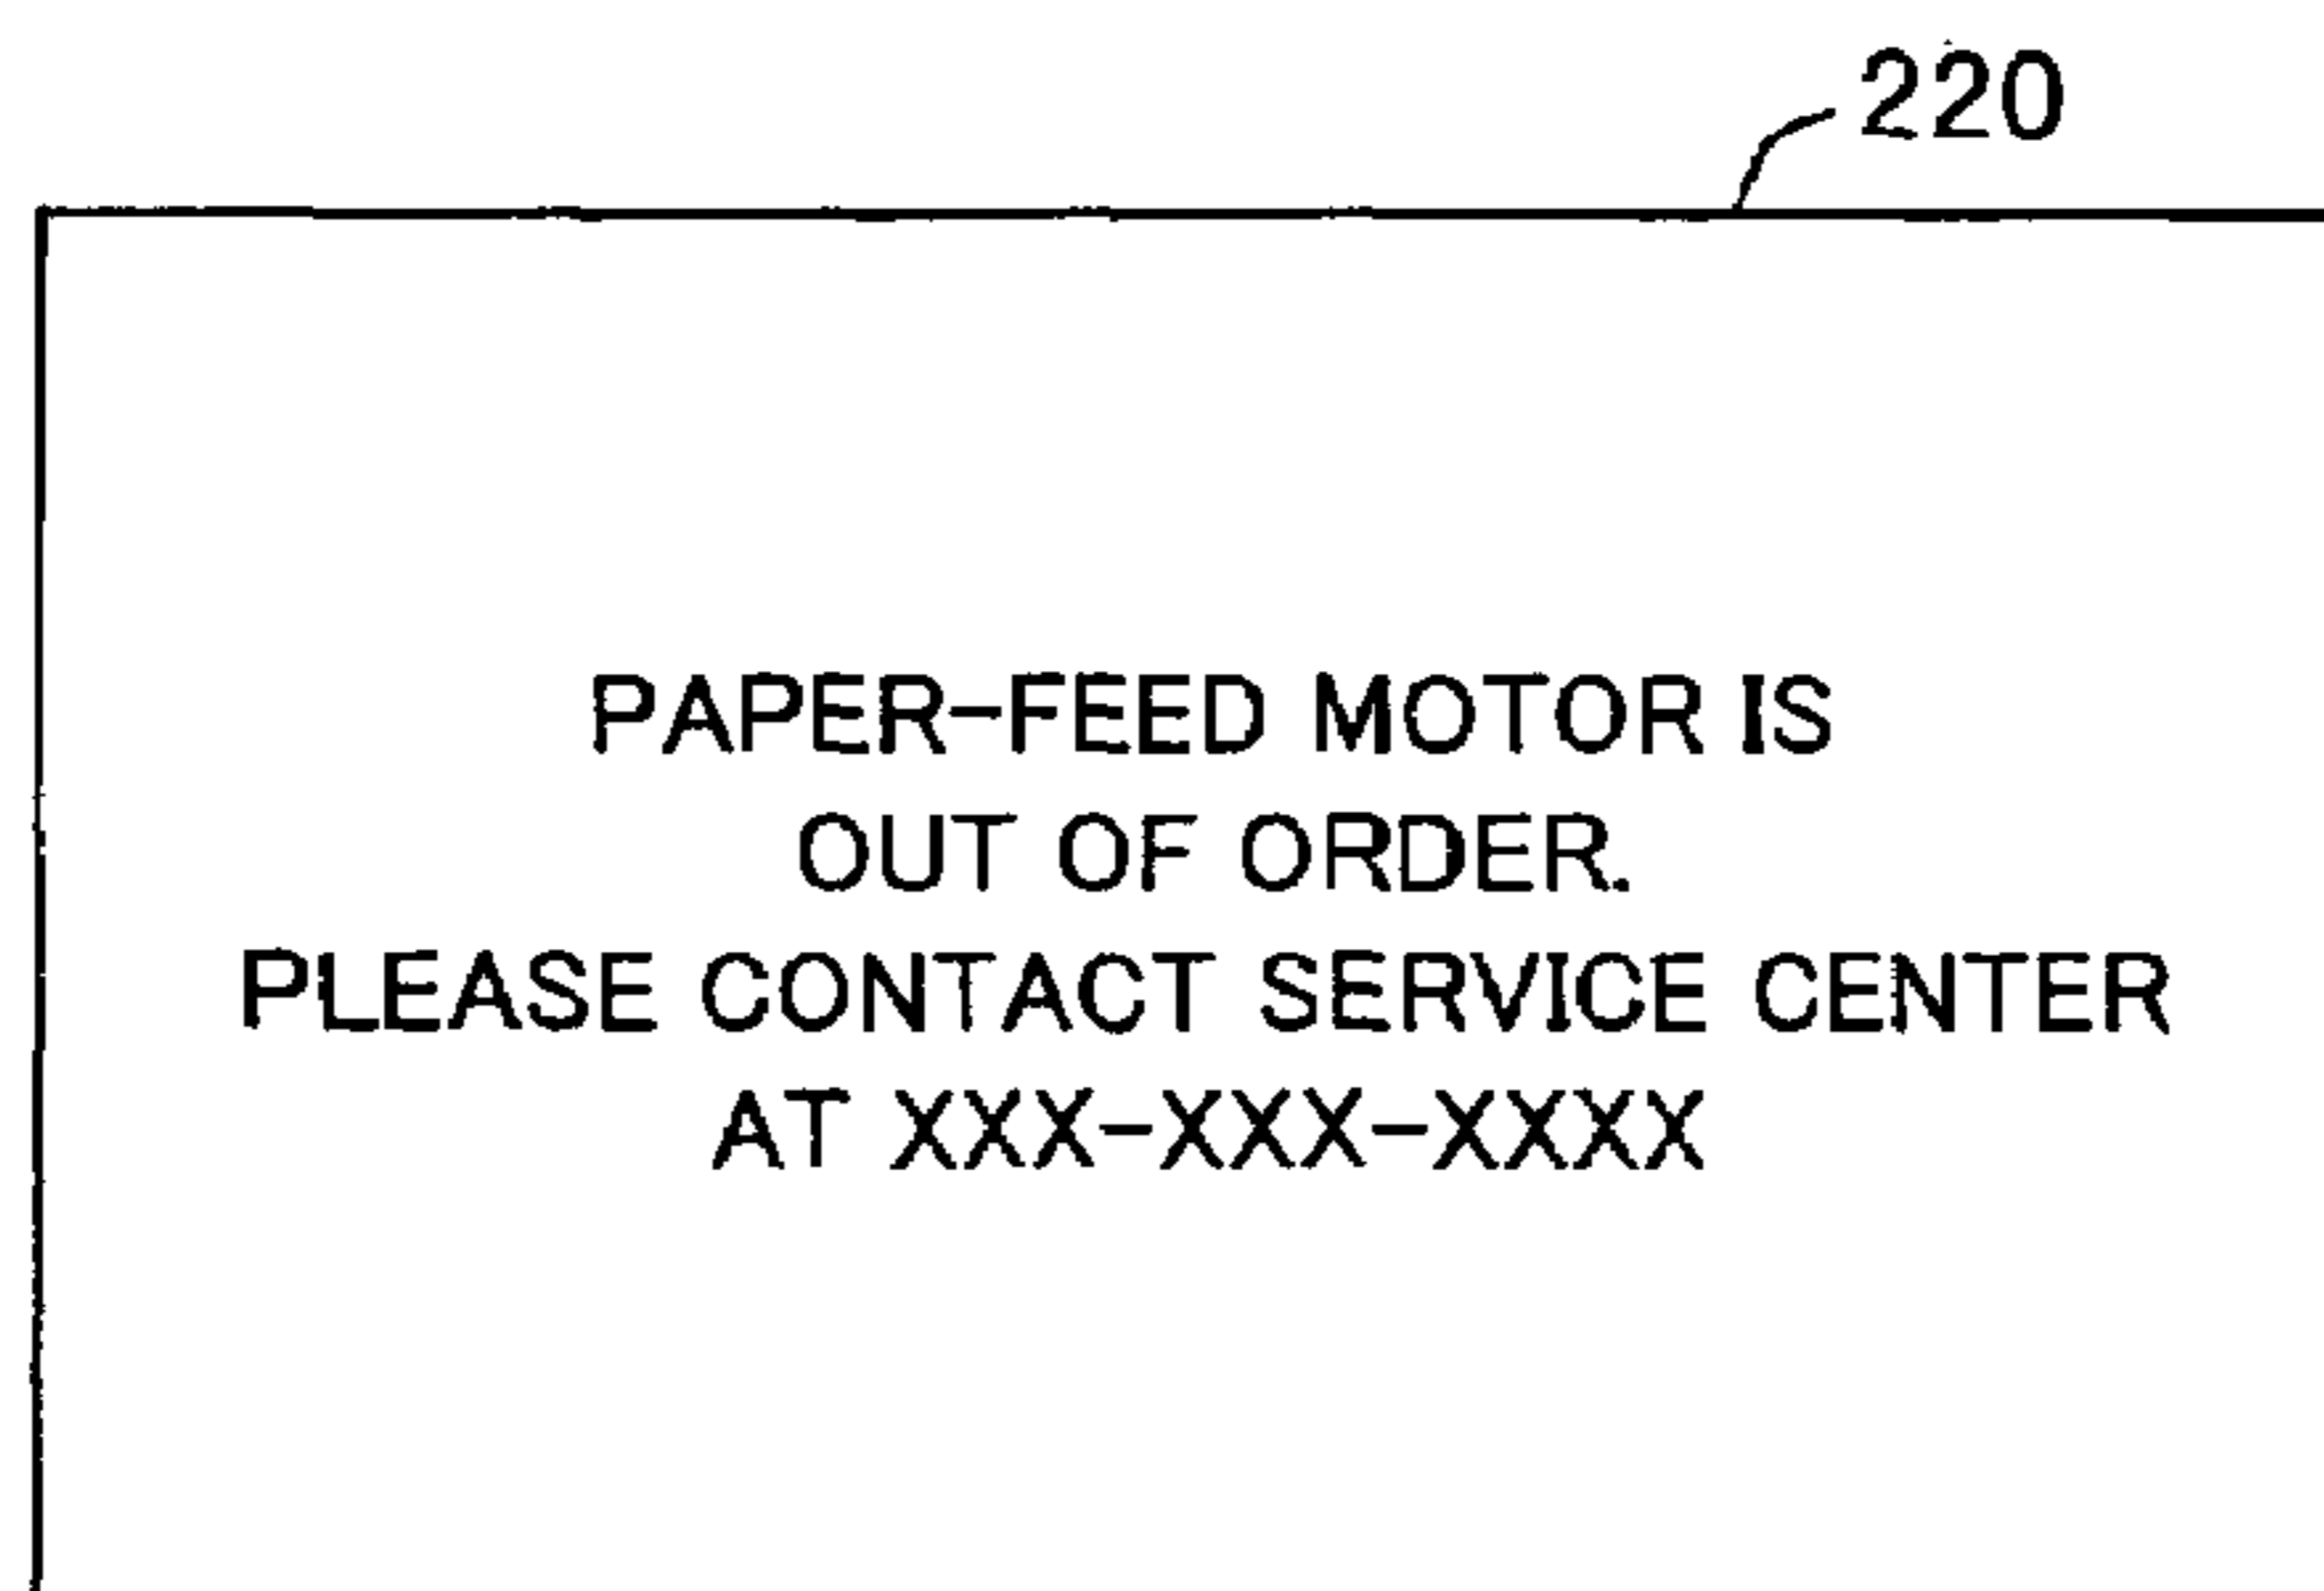 220
PAPER-FEED MOTOR IS
OUT OF ORDER.
PLEASE CONTACT SERVICE CENTER
AT XXX-XXX-XXXX